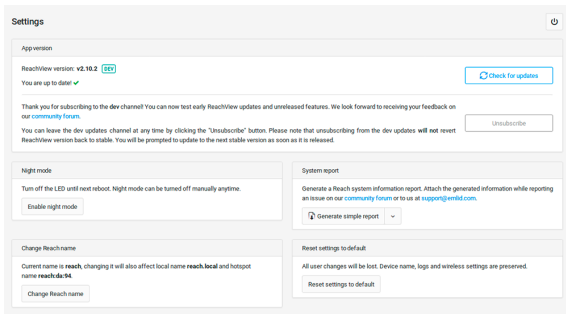 Settings
App version
ReachView version: v2.10.2 DEV
You are up to date!
Check for updates
Thank you for subscribing to the dev channel! You can now test early ReachView updates and unreleased features. We look forward to receiving your feedback on
our community forum.
You can leave the dev updates channel at any time by clicking the "Unsubscribe" button. Please note that unsubscribing from the dev updates will not revert
ReachView version back to stable. You will be prompted to update to the next stable version as soon as it is released.
Unsubscribe
Night mode
Turn off the LED until next reboot. Night mode can be turned off manually anytime.
Enable night mode
System report
Generate a Reach system information report. Attach the generated information while reporting
an issue on our community forum or to us at support@emlid.com.
Generate simple report
Change Reach name
Current name is reach, changing it will also affect local name reach.local and hotspot
name reach:da:94.
Change Reach name
Reset settings to default
All user changes will be lost. Device name, logs and wireless settings are preserved.
Reset settings to default